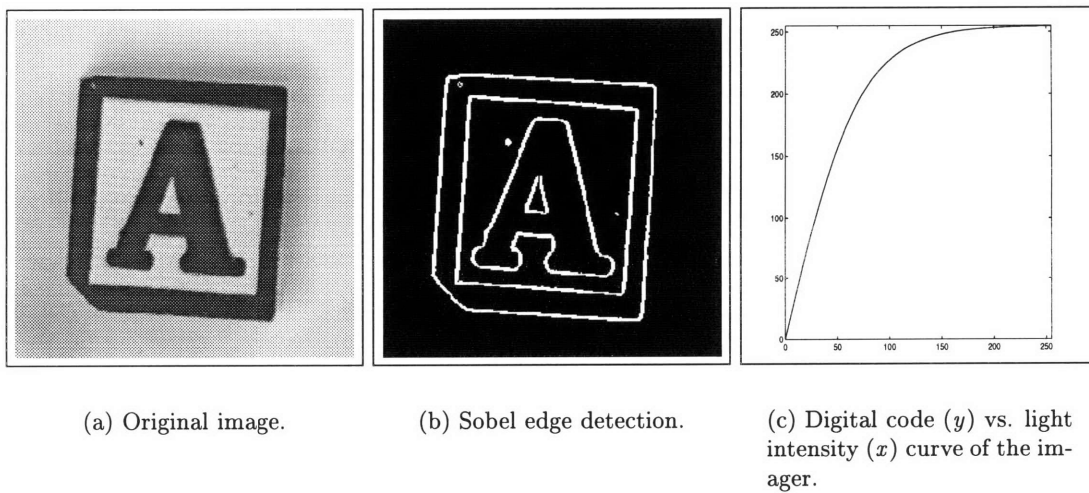 A
250
200
150
100
50
0
0
50
100
150
200
250
(a) Original image.
(b) Sobel edge detection.
(c) Digital code (y) vs. light
intensity (x) curve of the im-
ager.